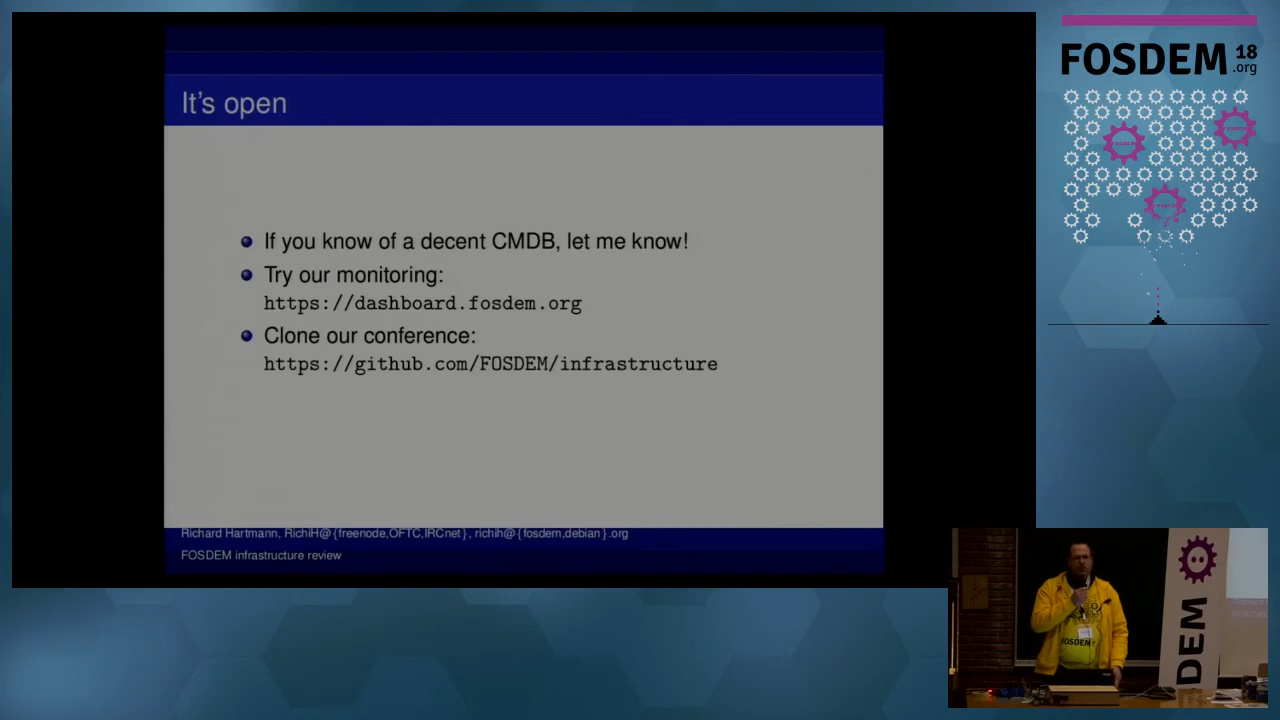 It's open
If you know of a decent CMDB, let me know!
Try our monitoring:
https://dashboard.fosdem.org
Clone our conference:
https://github.com/FOSDEM/infrastructure
Richard Hartmann, RichiH@{freenode,OFTC,IRCnet}, richih@{fosdem,debian}.org
FOSDEM infrastructure review
FOSDEM 18
.org
FOSDEM
DEM